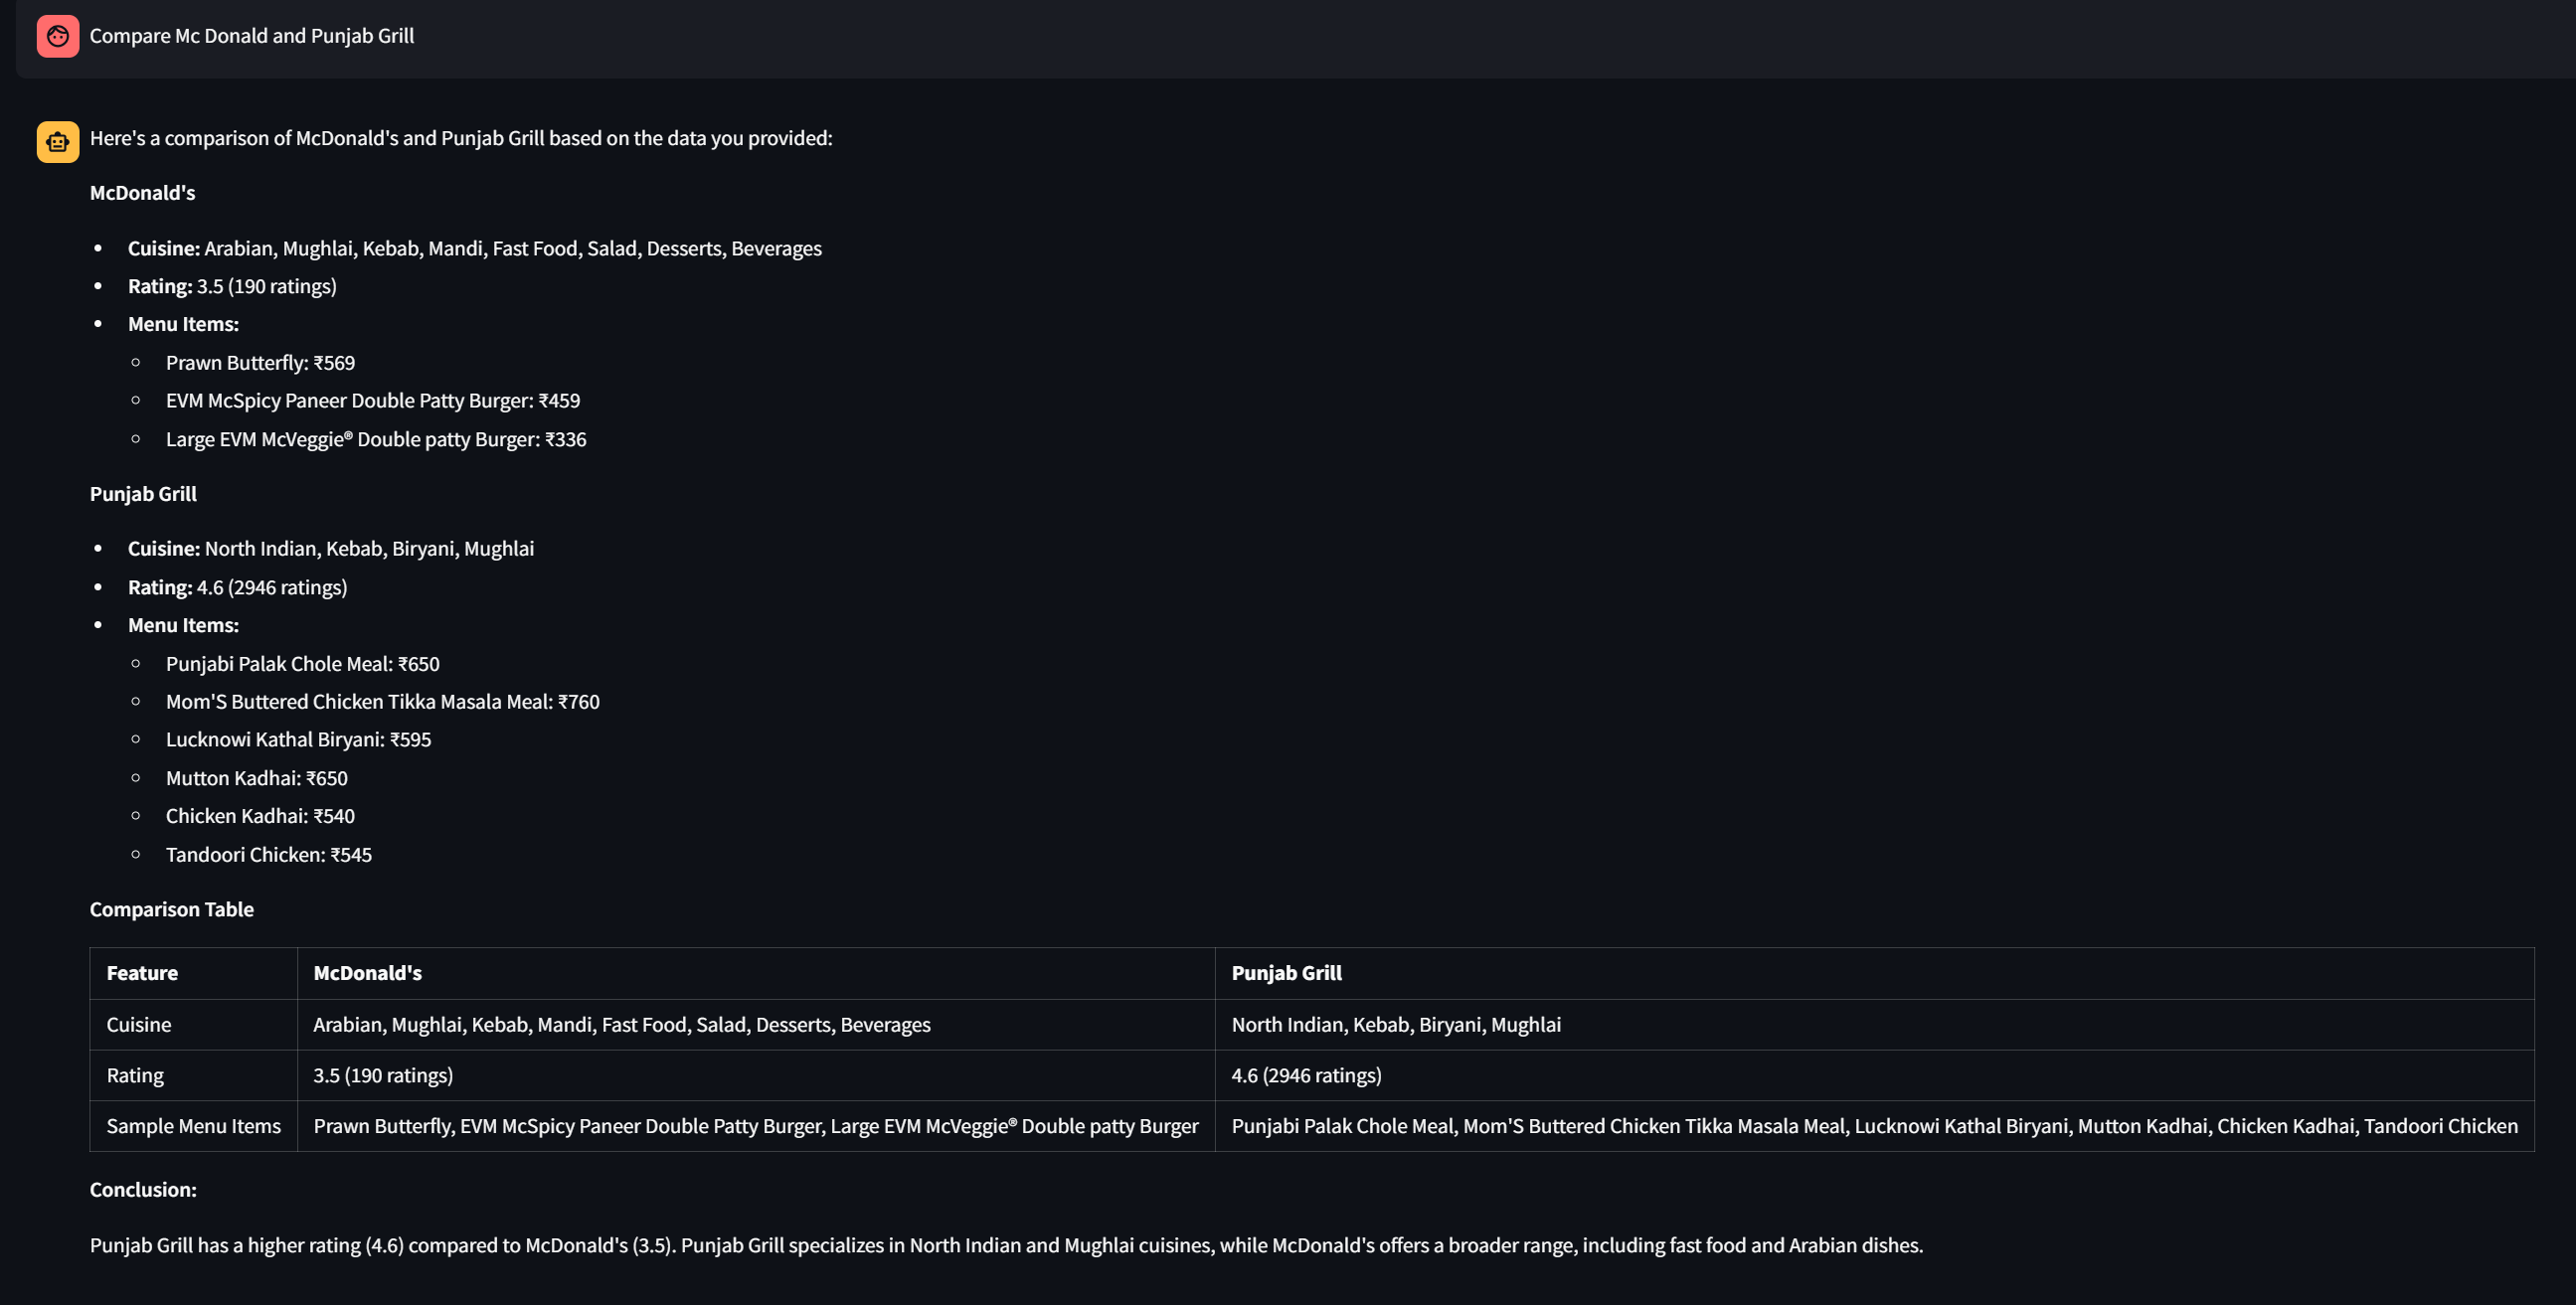 Compare Mc Donald and Punjab Grill
Here's a comparison of McDonald's and Punjab Grill based on the data you provided:
McDonald's
• Cuisine: Arabian, Mughlai, Kebab, Mandi, Fast Food, Salad, Desserts, Beverages
• Rating: 3.5 (190 ratings)
• Menu Items:
◦ Prawn Butterfly: ₹569
◦ EVM McSpicy Paneer Double Patty Burger: ₹459
◦ Large EVM McVeggie® Double patty Burger: ₹336
Punjab Grill
• Cuisine: North Indian, Kebab, Biryani, Mughlai
• Rating: 4.6 (2946 ratings)
• Menu Items:
◦ Punjabi Palak Chole Meal: ₹650
◦ Mom'S Buttered Chicken Tikka Masala Meal: ₹760
◦ Lucknowi Kathal Biryani: ₹595
◦ Mutton Kadhai: ₹650
◦ Chicken Kadhai: ₹540
◦ Tandoori Chicken: ₹545
Comparison Table
Feature McDonald's Punjab Grill
Cuisine Arabian, Mughlai, Kebab, Mandi, Fast Food, Salad, Desserts, Beverages North Indian, Kebab, Biryani, Mughlai
Rating 3.5 (190 ratings) 4.6 (2946 ratings)
Sample Menu Items Prawn Butterfly, EVM McSpicy Paneer Double Patty Burger, Large EVM McVeggie® Double patty Burger Punjabi Palak Chole Meal, Mom'S Buttered Chicken Tikka Masala Meal, Lucknowi Kathal Biryani, Mutton Kadhai, Chicken Kadhai, Tandoori Chicken
Conclusion:
Punjab Grill has a higher rating (4.6) compared to McDonald's (3.5). Punjab Grill specializes in North Indian and Mughlai cuisines, while McDonald's offers a broader range, including fast food and Arabian dishes.